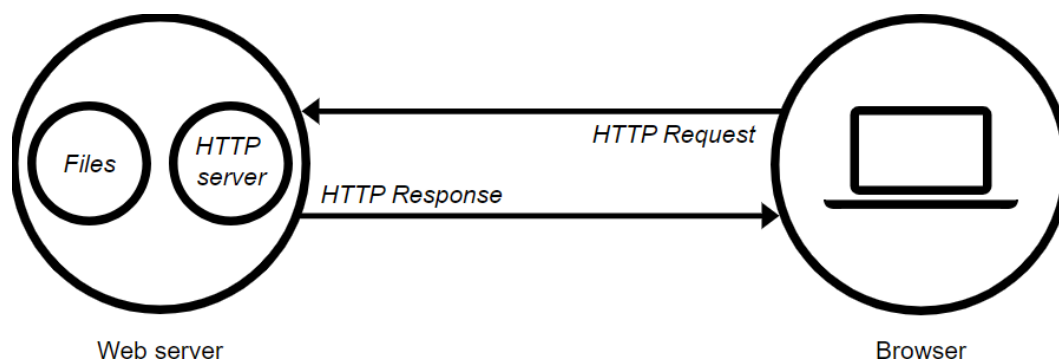 HTTP Request
Files
HTTP
server
HTTP Response
Web server
Browser